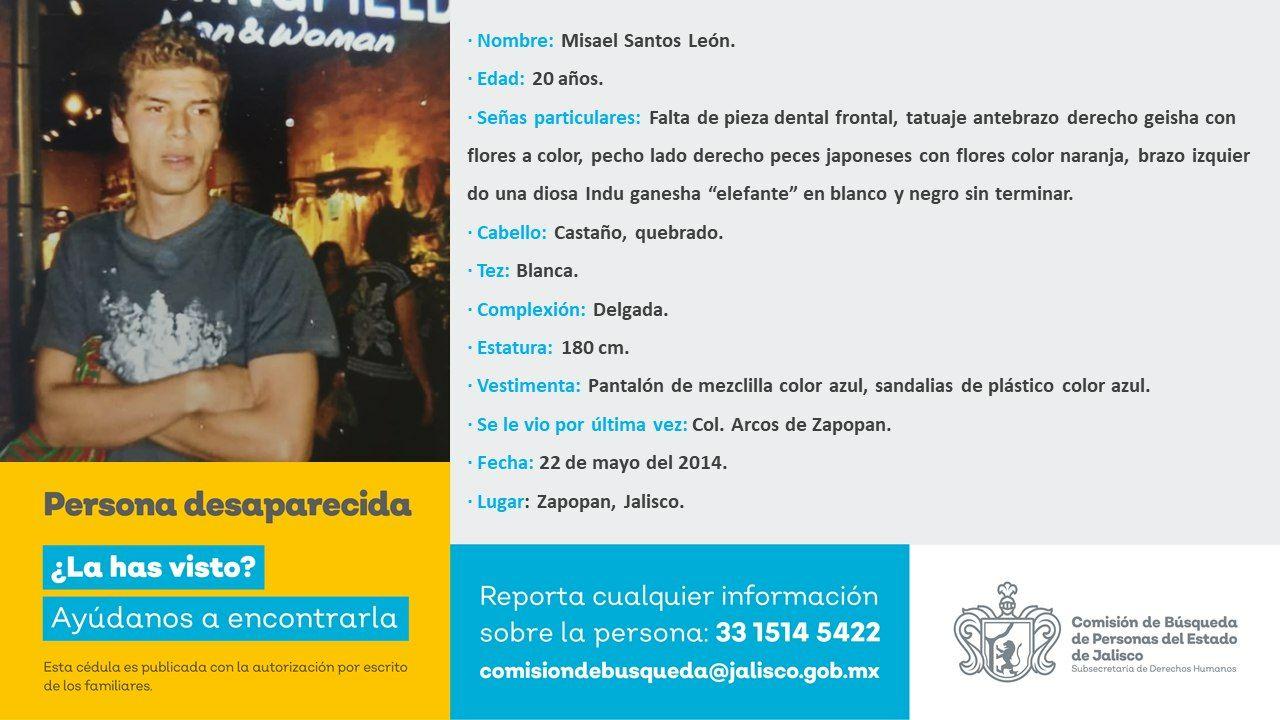 Man & Woman
· Nombre: Misael Santos León.
· Edad: 20 años.
· Señas particulares: Falta de pieza dental frontal, tatuaje antebrazo derecho geisha con
flores a color, pecho lado derecho peces japoneses con flores color naranja, brazo izquier
do una diosa Indu ganesha “elefante” en blanco y negro sin terminar.
· Cabello: Castaño, quebrado.
· Tez: Blanca.
· Complexión: Delgada.
· Estatura: 180 cm.
· Vestimenta: Pantalón de mezclilla color azul, sandalias de plástico color azul.
· Se le vio por última vez: Col. Arcos de Zapopan.
· Fecha: 22 de mayo del 2014.
· Lugar: Zapopan, Jalisco.
Persona desaparecida
¿La has visto?
Ayúdanos a encontrarla
Esta cédula es publicada con la autorización por escrito
de los familiares.
Reporta cualquier información
sobre la persona: 33 1514 5422
comisiondebusqueda@jalisco.gob.mx
Comisión de Búsqueda
de Personas del Estado
de Jalisco
Subsecretaría de Derechos Humanos